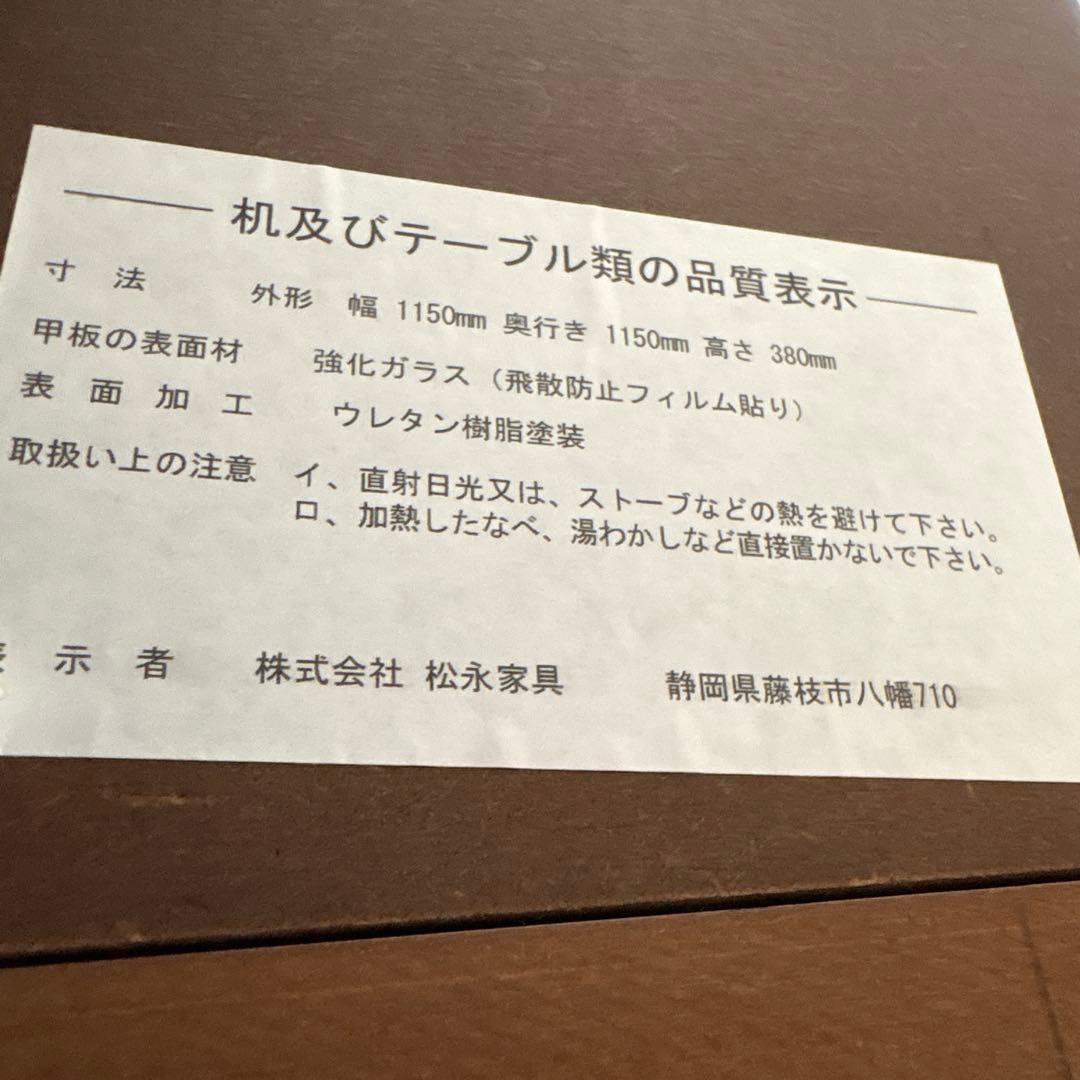 机及びテーブル類の品質表示
寸法 外形 幅 1150mm 奥行き 1150mm 高さ 380mm
甲板の表面材 強化ガラス（飛散防止フィルム貼り）
表面加工 ウレタン樹脂塗装
取扱い上の注意 イ、直射日光又は、ストーブなどの熱を避けて下さい。
ロ、加熱したなべ、湯わかしなど直接置かないで下さい。
表示者 株式会社 松永家具 静岡県藤枝市八幡710